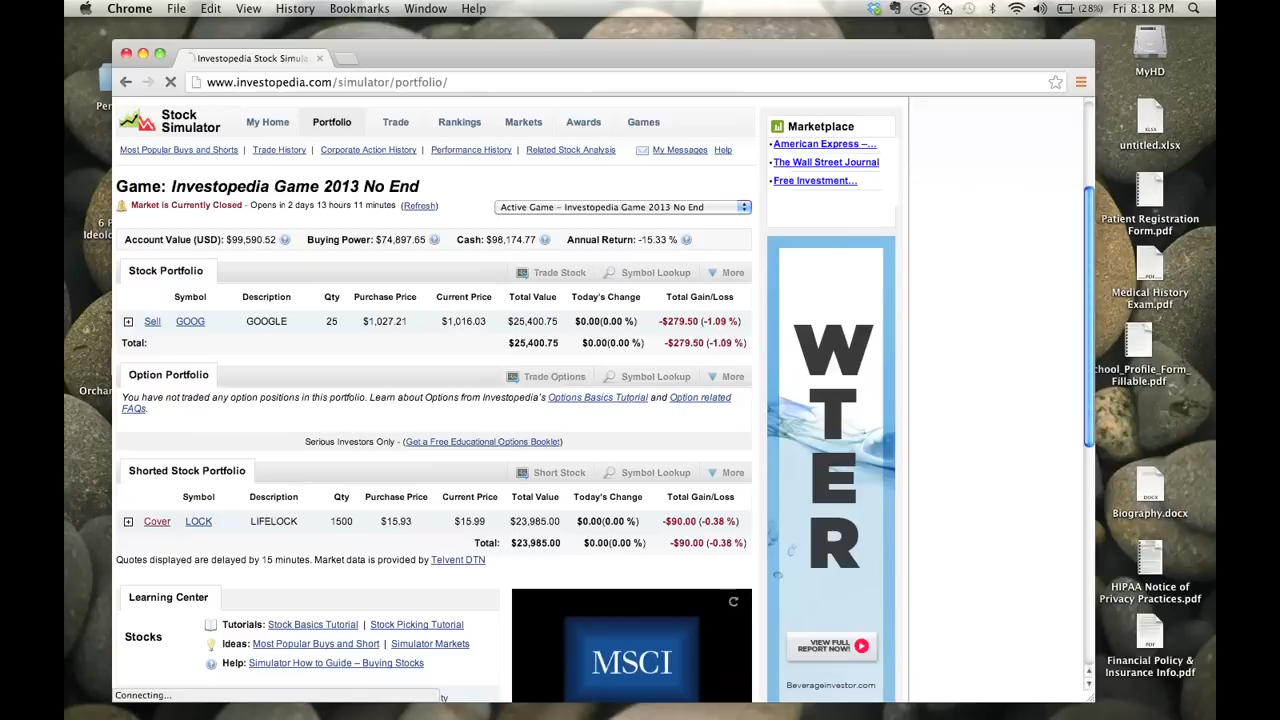 Chrome File Edit View History Bookmarks Window Help (28%) Fri 8:18 PM
Investopedia Stock Simula
www.investopedia.com/simulator/portfolio/
Stock Simulator
My Home Portfolio Trade Rankings Markets Awards Games
Most Popular Buys and Shorts | Trade History | Corporate Action History | Performance History | Related Stock Analysis My Messages Help
Game: Investopedia Game 2013 No End
Market is Currently Closed - Opens in 2 days 13 hours 11 minutes (Refresh)
Active Game – Investopedia Game 2013 No End
Account Value (USD): $99,590.52 Buying Power: $74,897.65 Cash: $98,174.77 Annual Return: -15.33 %
Stock Portfolio Trade Stock Symbol Lookup More
Symbol Description Qty Purchase Price Current Price Total Value Today's Change Total Gain/Loss
Sell GOOG GOOGLE 25 $1,027.21 $1,016.03 $25,400.75 $0.00(0.00 %) -$279.50 (-1.09 %)
Total: $25,400.75 $0.00(0.00 %) -$279.50 (-1.09 %)
Option Portfolio Trade Options Symbol Lookup More
You have not traded any option positions in this portfolio. Learn about Options from Investopedia's Options Basics Tutorial and Option related
FAQs.
Serious Investors Only - (Get a Free Educational Options Booklet)
Shorted Stock Portfolio Short Stock Symbol Lookup More
Symbol Description Qty Purchase Price Current Price Total Value Today's Change Total Gain/Loss
Cover LOCK LIFELOCK 1500 $15.93 $15.99 $23,985.00 $0.00(0.00 %) -$90.00 (-0.38 %)
Total: $23,985.00 $0.00(0.00 %) -$90.00 (-0.38 %)
Quotes displayed are delayed by 15 minutes. Market data is provided by Telvent DTN
Learning Center
Stocks
Tutorials: Stock Basics Tutorial | Stock Picking Tutorial
Ideas: Most Popular Buys and Short | Simulator Markets
Help: Simulator How to Guide – Buying Stocks
Connecting...
MSCI
Marketplace
American Express –...
The Wall Street Journal
Free Investment...
W
T
E
R
VIEW FULL
REPORT NOW!
Beverageinvestor.com
MyHD
XLSX
untitled.xlsx
Patient Registration
Form.pdf
PDF
Medical History
Exam.pdf
chool_Profile_Form_
Fillable.pdf
DOCX
Biography.docx
HIPAA Notice of
Privacy Practices.pdf
PDF
Financial Policy &
Insurance Info.pdf
Per
6 P
Ideolo
Orchar